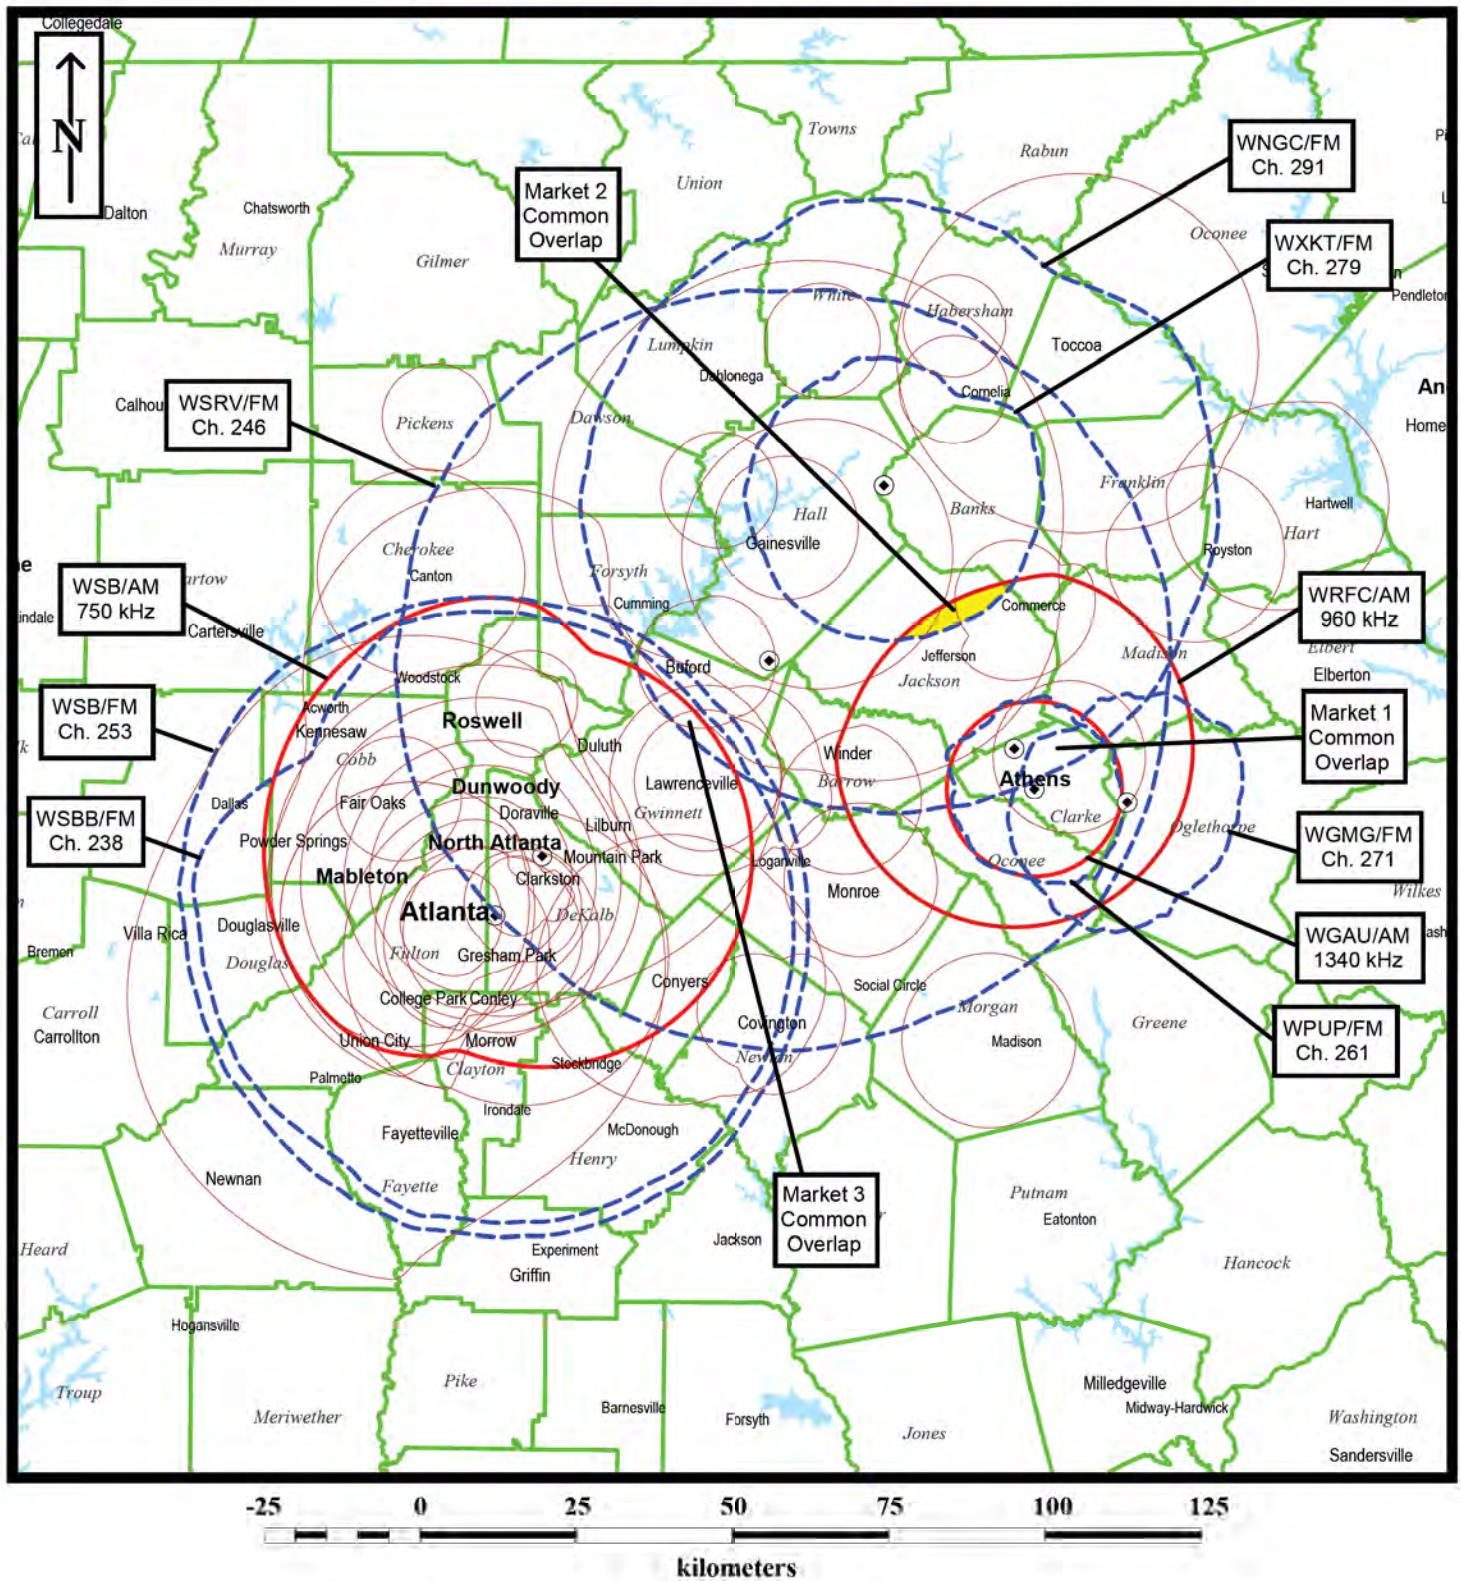 Collegedale
N
Dalton
Chatsworth
Murray
Gilmer
Union
Towns
Rabun
Oconee
Pendleton
Market 2
Common
Overlap
WNGC/FM
Ch. 291
WXKT/FM
Ch. 279
White
Habersham
Toccoa
Lumpkin
Dahlonega
Cornelia
Calhou
WSRV/FM
Ch. 246
Pickens
Dawson
An
Home
Hall
Gainesville
Banks
Franklin
Hartwell
Hart
Royston
Cherokee
Canton
Forsyth
Cumming
Commerce
WSB/AM
750 kHz
artow
Cartersville
WRFC/AM
960 kHz
indale
Buford
Jefferson
Jackson
Madison
Elbert
Elberton
Woodstock
WSB/FM
Ch. 253
Acworth
Kennesaw
Cobb
Roswell
Duluth
Market 1
Common
Overlap
Winder
Barrow
Athens
Clarke
Lawrenceville
Gwinnett
Dunwoody
Doraville
Lilburn
Dallas
Fair Oaks
WSBB/FM
Ch. 238
Powder Springs
North Atlanta
Mountain Park
Clarkston
Mableton
Loganville
Oconee
Oglethorpe
WGMG/FM
Ch. 271
Wilkes
Monroe
Atlanta
DeKalb
Villa Rica
Douglasville
Bremen
Douglas
Fulton
Gresham Park
WGAU/AM
1340 kHz
ash
Conyers
Social Circle
College Park
Conley
Carroll
Carrollton
Union City
Morrow
Covington
Newton
Morgan
Madison
Greene
WPUP/FM
Ch. 261
Clayton
Stockbridge
Palmetto
Irondale
Fayetteville
McDonough
Henry
Newnan
Fayette
Market 3
Common
Overlap
r
Putnam
Eatonton
Heard
Jackson
Experiment
Griffin
Hancock
Hogansville
Troup
Pike
Meriwether
Barnesville
Forsyth
Jones
Milledgeville
Midway-Hardwick
Washington
Sandersville
-25 0 25 50 75 100 125
kilometers